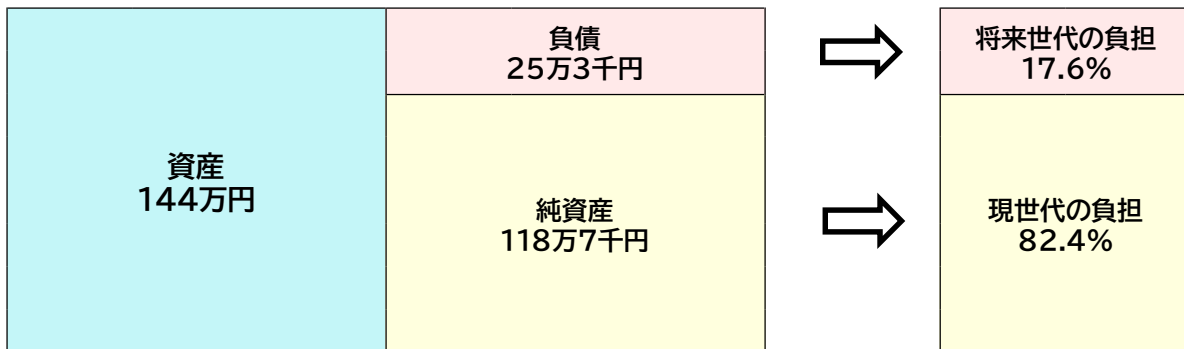 資産
144万円
負債
25万3千円
純資産
118万7千円
将来世代の負担
17.6%
現世代の負担
82.4%